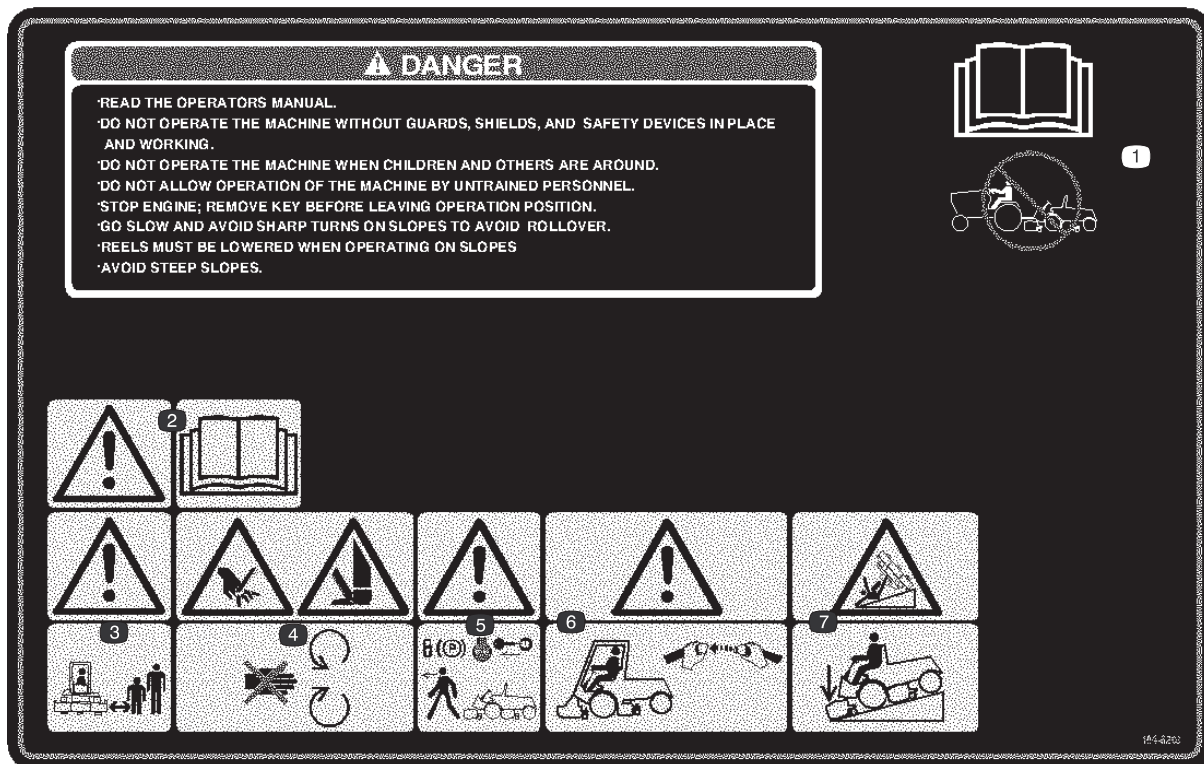 DANGER
·READ THE OPERATORS MANUAL.
·DO NOT OPERATE THE MACHINE WITHOUT GUARDS, SHIELDS, AND SAFETY DEVICES IN PLACE
AND WORKING.
·DO NOT OPERATE THE MACHINE WHEN CHILDREN AND OTHERS ARE AROUND.
·DO NOT ALLOW OPERATION OF THE MACHINE BY UNTRAINED PERSONNEL.
·STOP ENGINE; REMOVE KEY BEFORE LEAVING OPERATION POSITION.
·GO SLOW AND AVOID SHARP TURNS ON SLOPES TO AVOID ROLLOVER.
·REELS MUST BE LOWERED WHEN OPERATING ON SLOPES
·AVOID STEEP SLOPES.
1
2
3
4
5
6
7
(P)